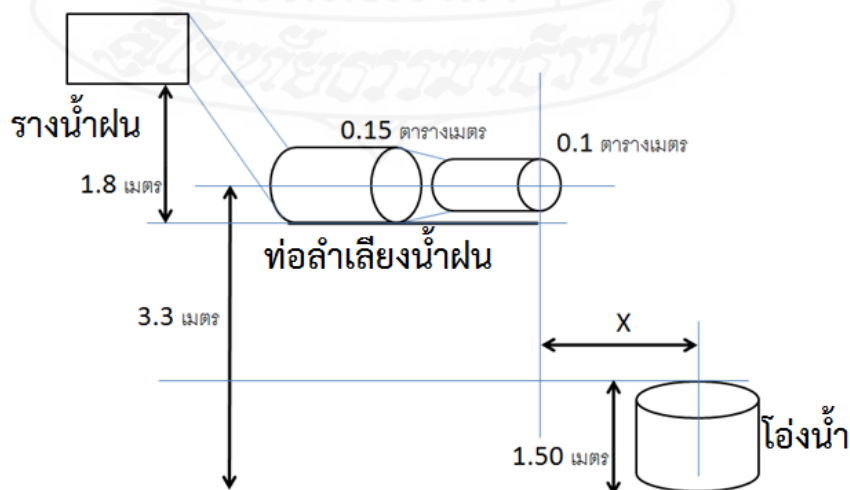 รางน้ำฝน
0.15 ตารางเมตร
0.1 ตารางเมตร
1.8 เมตร
ท่อลำเลียงน้ำฝน
3.3 เมตร
X
โอ่งน้ำ
1.50 เมตร